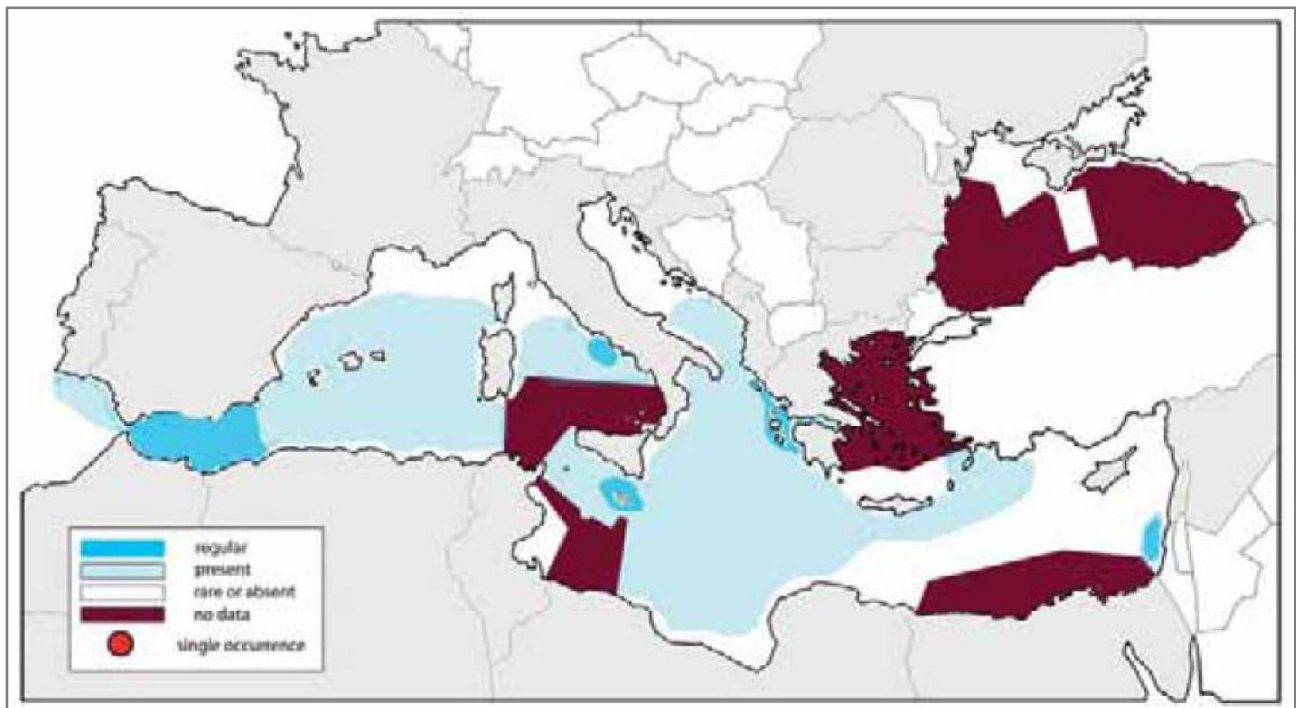 regular
present
rare or absent
no data
single occurrence